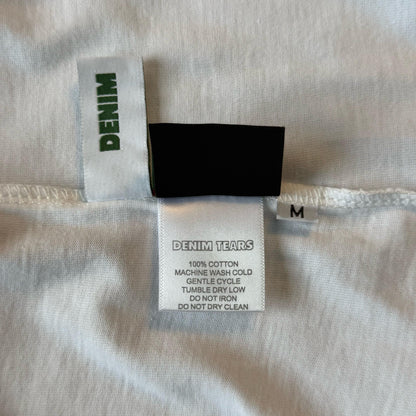 DENIM
M
DENIM TEARS
100% COTTON
MACHINE WASH COLD
GENTLE CYCLE
TUMBLE DRY LOW
DO NOT IRON
DO NOT DRY CLEAN